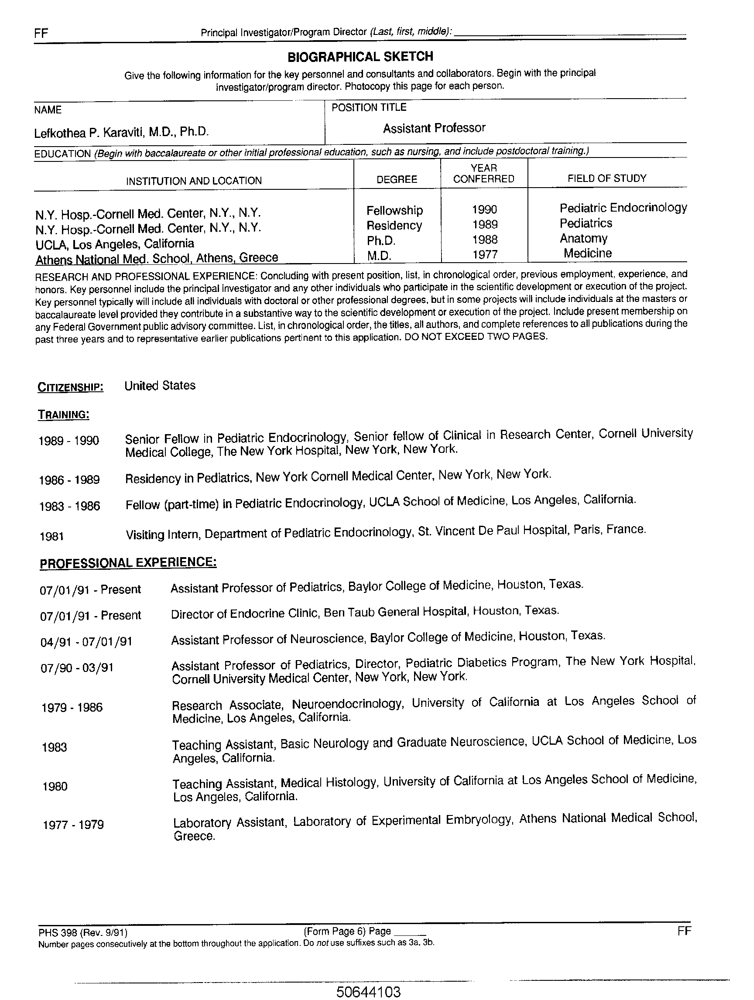 FF
Principal Investigator/Program Director (Last, first, middle):
BIOGRAPHICAL SKETCH
Give the following information for the key personnel and consultants and collaborators. Begin with the principal
investigator/program director. Photocopy this page for each person.
NAME
POSITION TITLE
Lefkothea P. Karaviti, M.D., Ph.D.
Assistant Professor
EDUCATION (Begin with baccalaureate or other initial professional education, such as nursing, and include postdoctoral training.)
INSTITUTION AND LOCATION DEGREE YEAR CONFERRED FIELD OF STUDY
N.Y. Hosp.-Cornell Med. Center, N.Y., N.Y. Fellowship 1990 Pediatric Endocrinology
N.Y. Hosp.-Cornell Med. Center, N.Y., N.Y. Residency 1989 Pediatrics
UCLA, Los Angeles, California Ph.D. 1988 Anatomy
Athens National Med. School, Athens, Greece M.D. 1977 Medicine
RESEARCH AND PROFESSIONAL EXPERIENCE: Concluding with present position, list, in chronological order, previous employment, experience, and
honors. Key personnel include the principal investigator and any other individuals who participate in the scientific development or execution of the project.
Key personnel typically will include all individuals with doctoral or other professional degrees, but in some projects will include individuals at the masters or
baccalaureate level provided they contribute in a substantive way to the scientific development or execution of the project. Include present membership on
any Federal Government public advisory committee. List, in chronological order, the titles, all authors, and complete references to all publications during the
past three years and to representative earlier publications pertinent to this application. DO NOT EXCEED TWO PAGES.
CITIZENSHIP: United States
TRAINING:
1989 - 1990 Senior Fellow in Pediatric Endocrinology, Senior fellow of Clinical in Research Center, Cornell University
Medical College, The New York Hospital, New York, New York.
1986 - 1989 Residency in Pediatrics, New York Cornell Medical Center, New York, New York.
1983 - 1986 Fellow (part-time) in Pediatric Endocrinology, UCLA School of Medicine, Los Angeles, California.
1981 Visiting Intern, Department of Pediatric Endocrinology, St. Vincent De Paul Hospital, Paris, France.
PROFESSIONAL EXPERIENCE:
07/01/91 - Present Assistant Professor of Pediatrics, Baylor College of Medicine, Houston, Texas.
07/01/91 - Present Director of Endocrine Clinic, Ben Taub General Hospital, Houston, Texas.
04/91 - 07/01/91 Assistant Professor of Neuroscience, Baylor College of Medicine, Houston, Texas.
07/90 - 03/91 Assistant Professor of Pediatrics, Director, Pediatric Diabetics Program, The New York Hospital,
Cornell University Medical Center, New York, New York.
1979 - 1986 Research Associate, Neuroendocrinology, University of California at Los Angeles School of
Medicine, Los Angeles, California.
1983 Teaching Assistant, Basic Neurology and Graduate Neuroscience, UCLA School of Medicine, Los
Angeles, California.
1980 Teaching Assistant, Medical Histology, University of California at Los Angeles School of Medicine,
Los Angeles, California.
1977 - 1979 Laboratory Assistant, Laboratory of Experimental Embryology, Athens National Medical School,
Greece.
PHS 398 (Rev. 9/91) (Form Page 6) Page FF
Number pages consecutively at the bottom throughout the application. Do not use suffixes such as 3a, 3b.
50644103